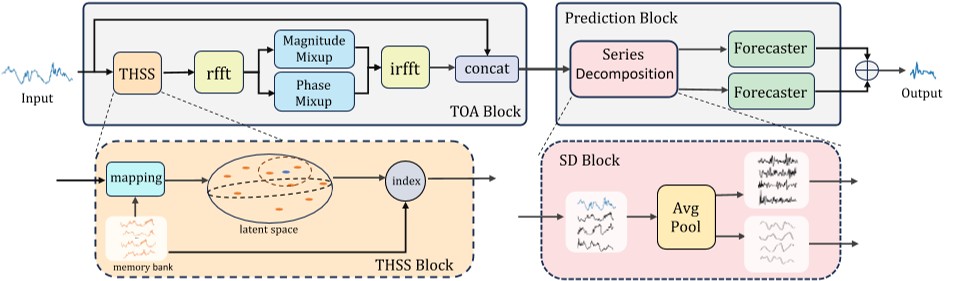 Input
THSS
rfft
Magnitude
Mixup
Phase
Mixup
irfft
concat
TOA Block
Prediction Block
Series
Decomposition
Forecaster
Forecaster
Output
mapping
memory bank
latent space
index
THSS Block
SD Block
Avg
Pool